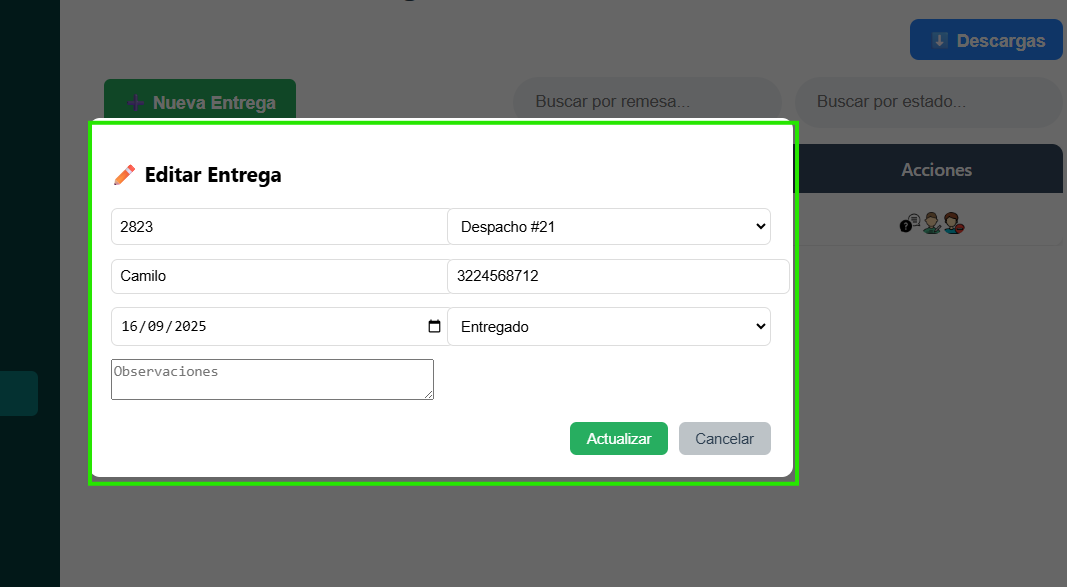 Descargas
Nueva Entrega
Buscar por remesa...
Buscar por estado...
Acciones
Editar Entrega
2823
Despacho #21
Camilo
3224568712
16/09/2025
Entregado
Observaciones
Actualizar
Cancelar